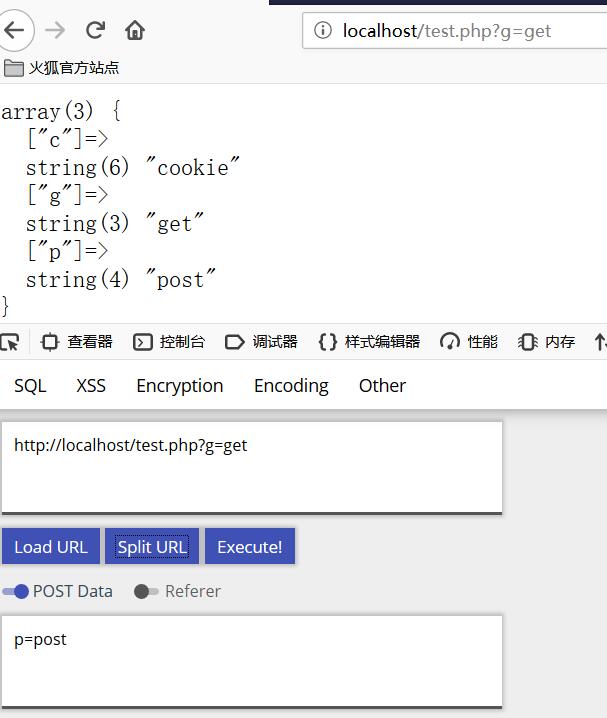 localhost/test.php?g=get
火狐官方站点
array(3) {
["c"]=>
string(6) "cookie"
["g"]=>
string(3) "get"
["p"]=>
string(4) "post"
}
查看器 控制台 调试器 {} 样式编辑器 性能 内存
SQL XSS Encryption Encoding Other
http://localhost/test.php?g=get
Load URL Split URL Execute!
POST Data Referer
p=post